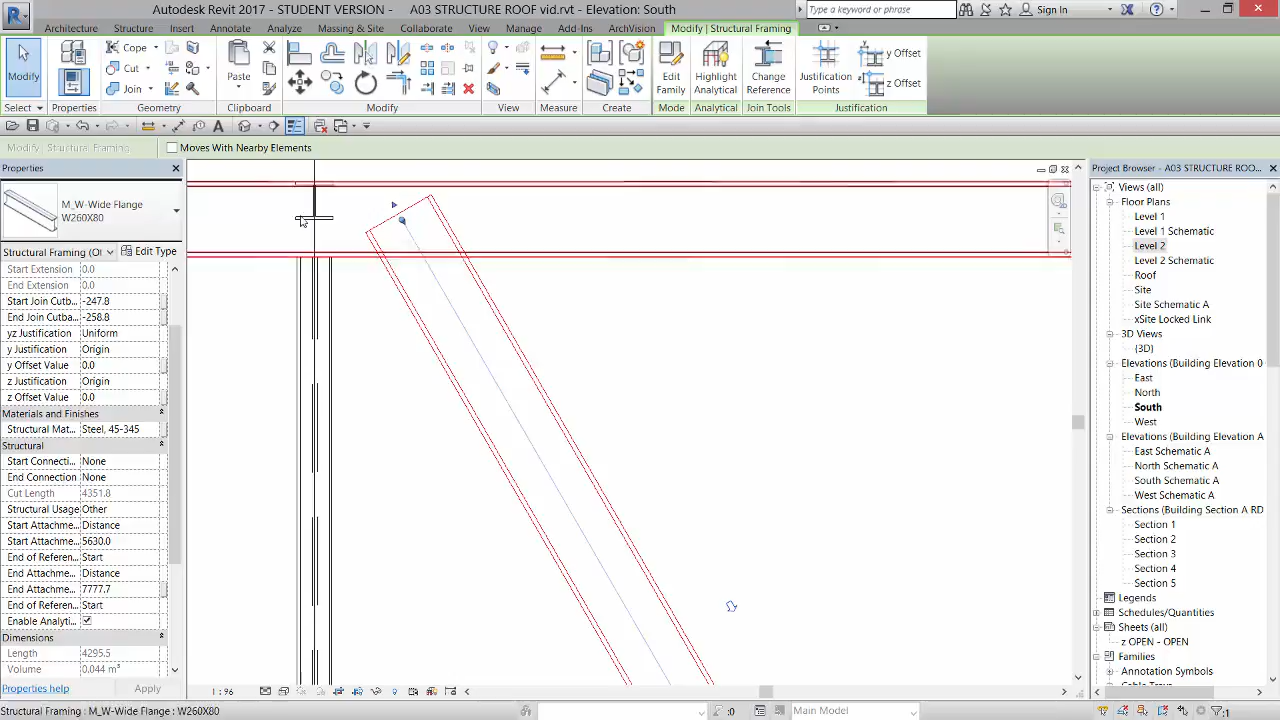 Autodesk Revit 2017 - STUDENT VERSION - A03 STRUCTURE ROOF vid.rvt - Elevation: South
Type a keyword or phrase
Sign In
Architecture Structure Insert Annotate Analyze Massing & Site Collaborate View Manage Add-Ins ArchVision Modify | Structural Framing
Modify
Properties
Cope
Cut
Join
Paste
Edit Family
Highlight Analytical
Change Reference
Justification Points
y Offset
z Offset
Select Properties Geometry Clipboard Modify View Measure Create Mode Analytical Join Tools Justification
Modify | Structural Framing
Moves With Nearby Elements
Properties
M_W-Wide Flange
W260X80
Structural Framing (Ot
Edit Type
Start Extension 0.0
End Extension 0.0
Start Join Cutb... -247.8
End Join Cutba... -258.8
yz Justification Uniform
y Justification Origin
y Offset Value 0.0
z Justification Origin
z Offset Value 0.0
Materials and Finishes
Structural Mat... Steel, 45-345
Structural
Start Connecti... None
End Connection None
Cut Length 4351.8
Structural Usage Other
Start Attachme... Distance
Start Attachme... 5630.0
End of Referen... Start
End Attachme... Distance
End Attachme... 7777.7
End of Referen... Start
Enable Analyti...
Dimensions
Length 4295.5
Volume 0.044 m³
Properties help
Apply
Project Browser - A03 STRUCTURE ROO...
Views (all)
Floor Plans
Level 1
Level 1 Schematic
Level 2
Level 2 Schematic
Roof
Site
Site Schematic A
xSite Locked Link
3D Views
{3D}
Elevations (Building Elevation 0
East
North
South
West
Elevations (Building Elevation A
East Schematic A
North Schematic A
South Schematic A
West Schematic A
Sections (Building Section A RD
Section 1
Section 2
Section 3
Section 4
Section 5
Legends
Schedules/Quantities
Sheets (all)
z OPEN - OPEN
Families
Annotation Symbols
1 : 96
Structural Framing : M_W-Wide Flange : W260X80
:0
Main Model
:1